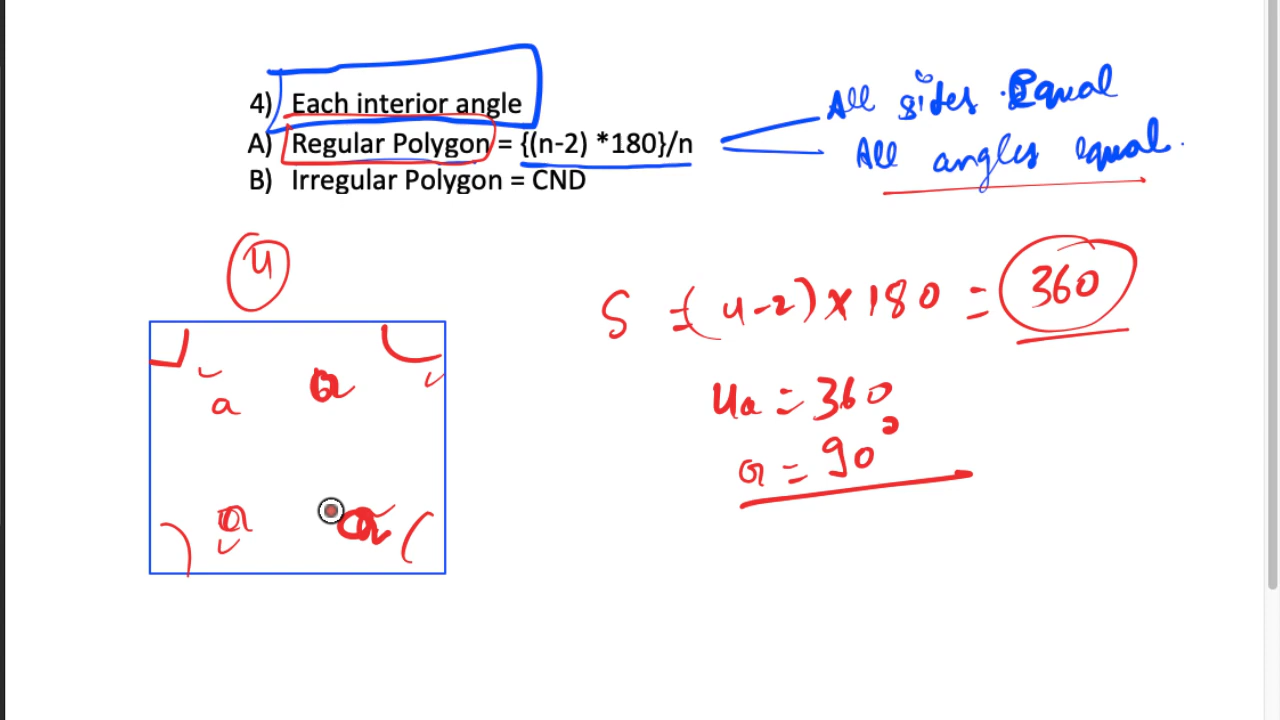 4) Each interior angle
A) Regular Polygon = {(n-2) *180}/n
B) Irregular Polygon = CND
All sides Equal
All angles equal.
4
S = (4-2) x 180 = 360
4a = 360
a = 90°
a a
a a